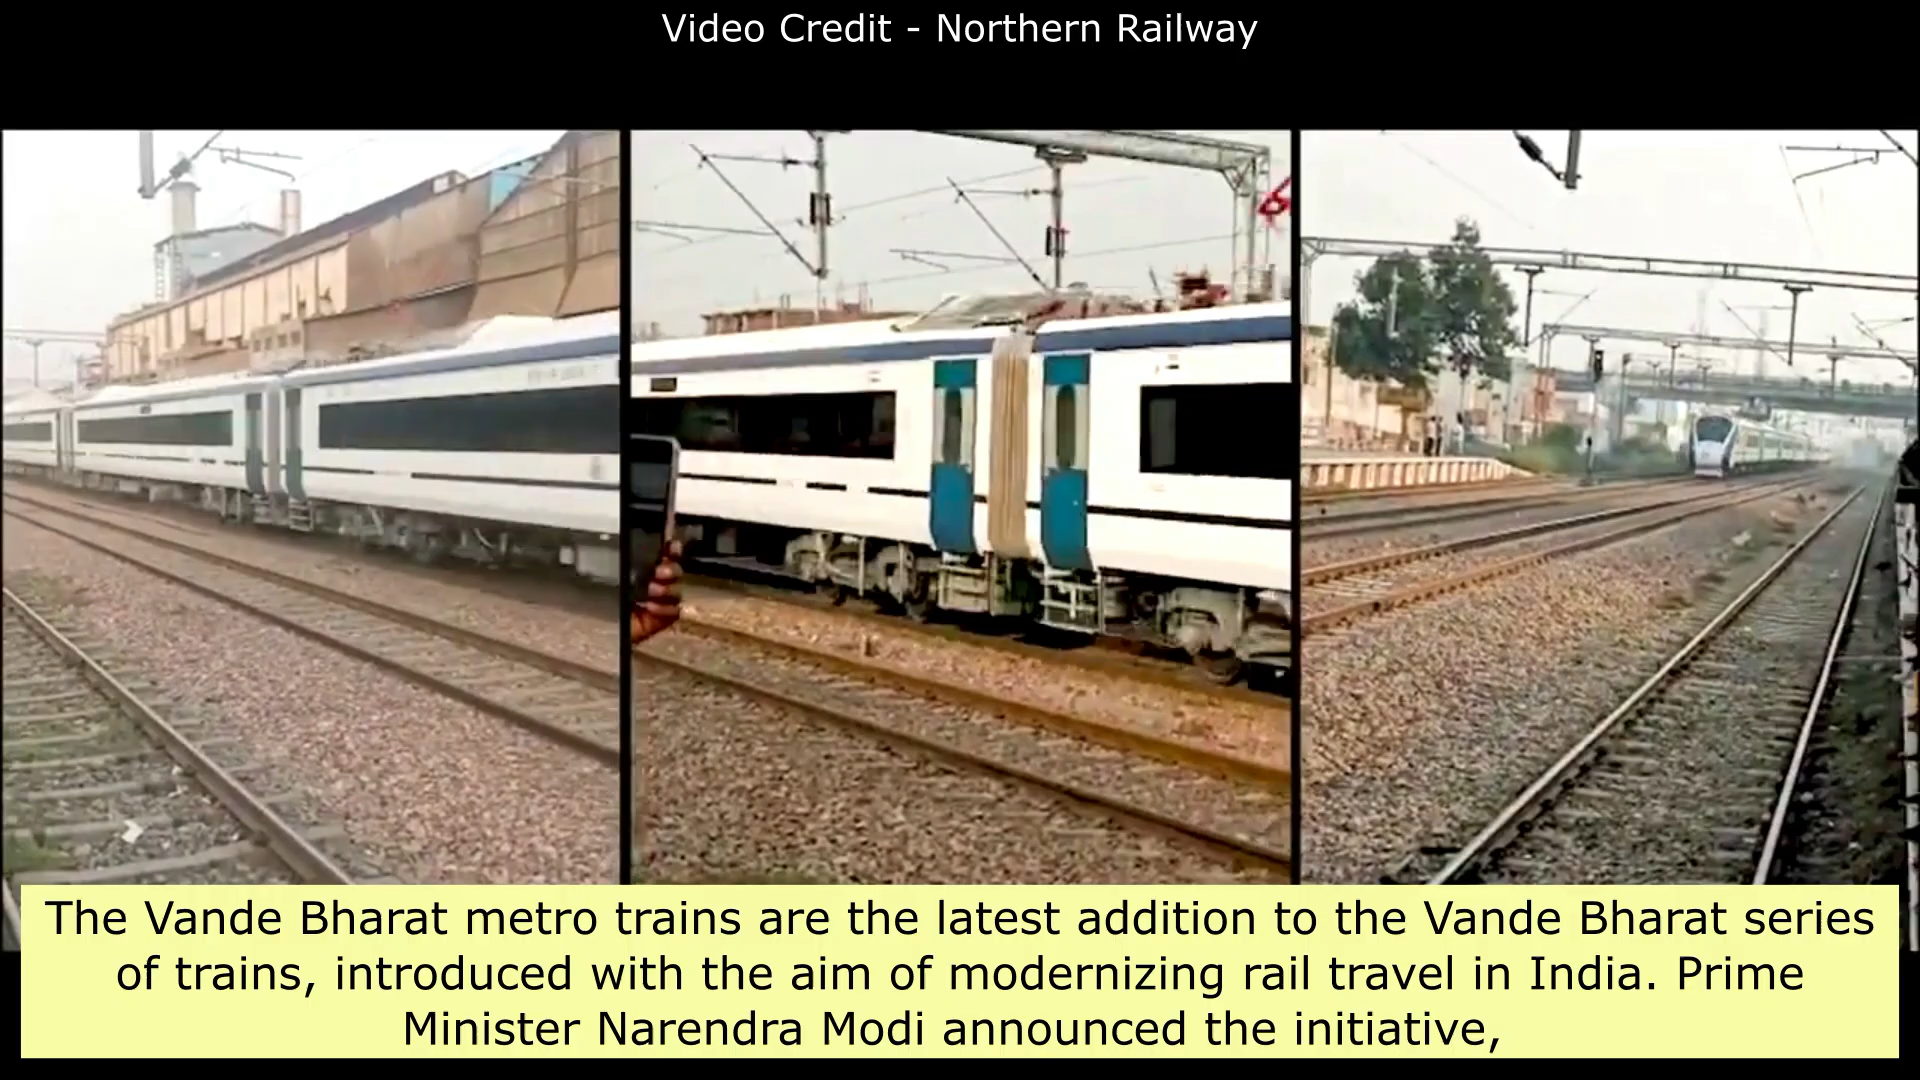 Video Credit - Northern Railway
The Vande Bharat metro trains are the latest addition to the Vande Bharat series
of trains, introduced with the aim of modernizing rail travel in India. Prime
Minister Narendra Modi announced the initiative,